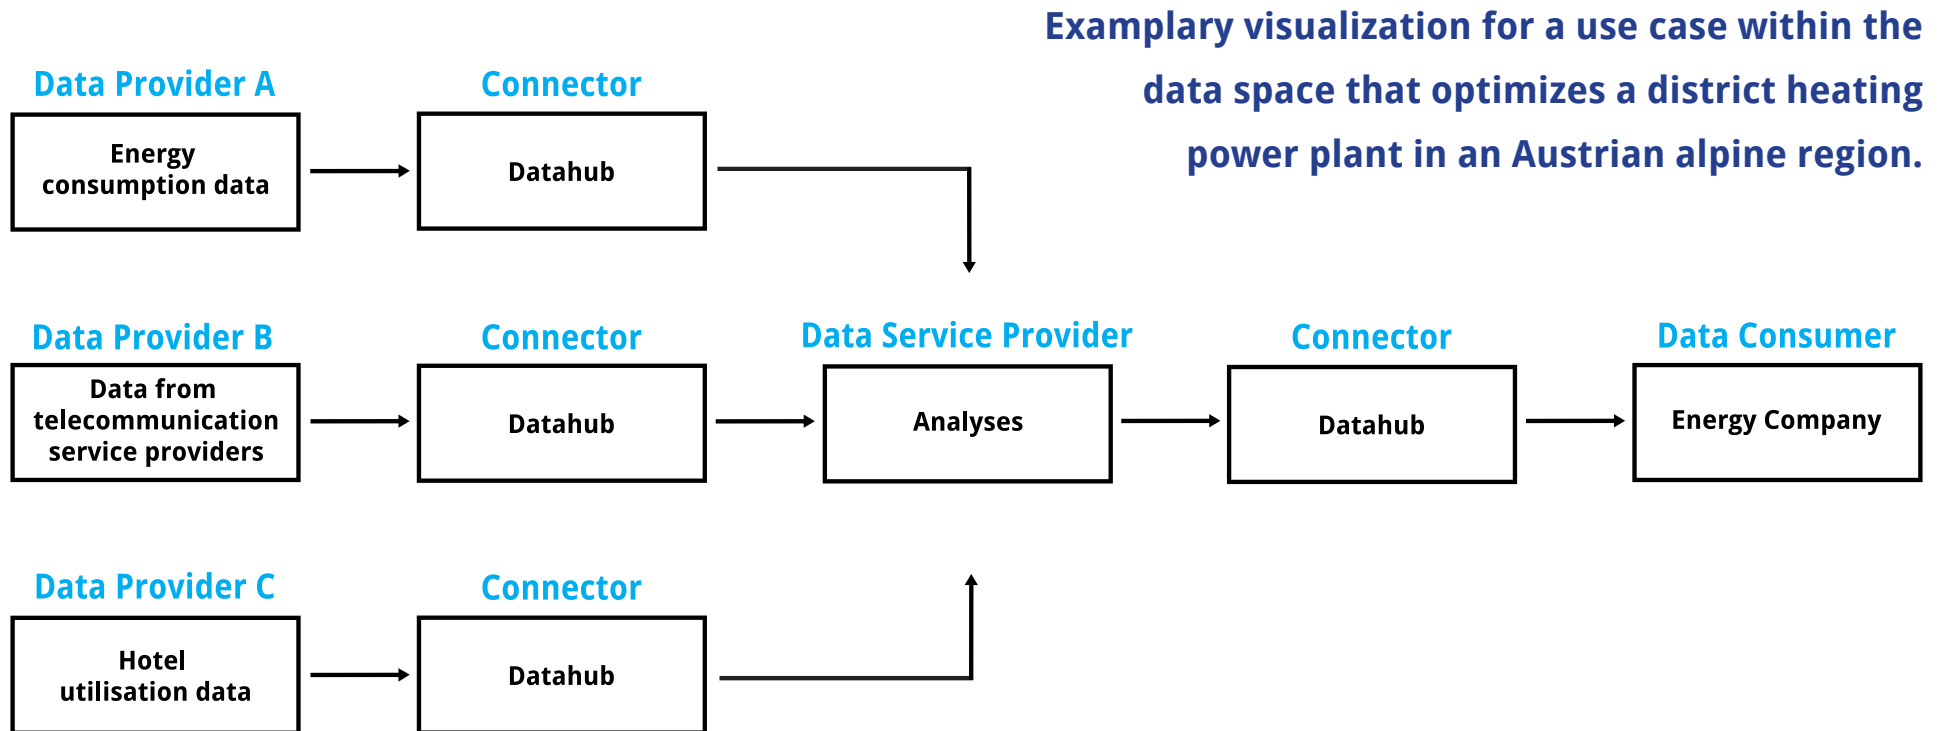 Examplary visualization for a use case within the
data space that optimizes a district heating
power plant in an Austrian alpine region.
Data Provider A
Energy
consumption data
Connector
Datahub
Data Provider B
Data from
telecommunication
service providers
Connector
Datahub
Data Service Provider
Analyses
Connector
Datahub
Data Consumer
Energy Company
Data Provider C
Hotel
utilisation data
Connector
Datahub